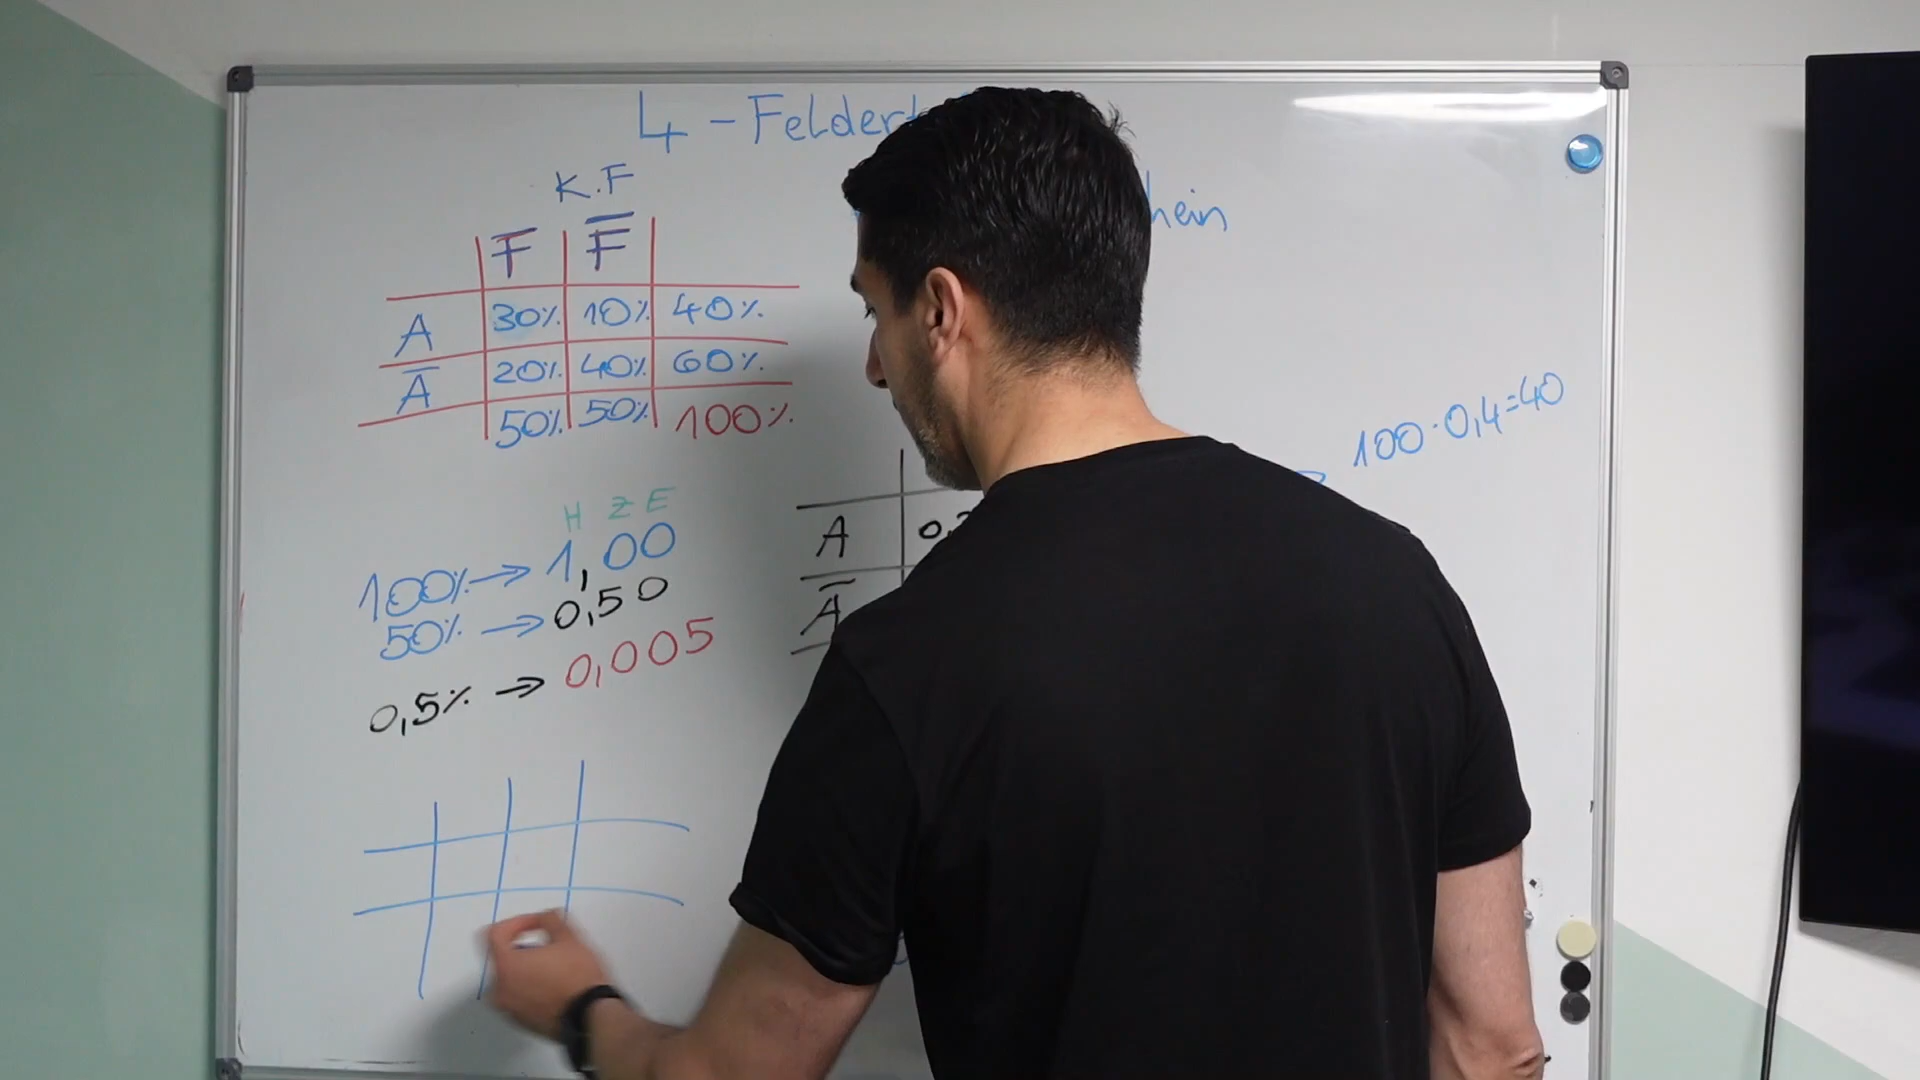 4 - Felder
K.F
F̅ F̅
A 30% 10% 40%
A̅ 20% 40% 60%
50% 50% 100%
H Z E
100% → 1,00
50% → 0,50
0,5% → 0,005
A 0,
A̅
hein
100·0,4=40